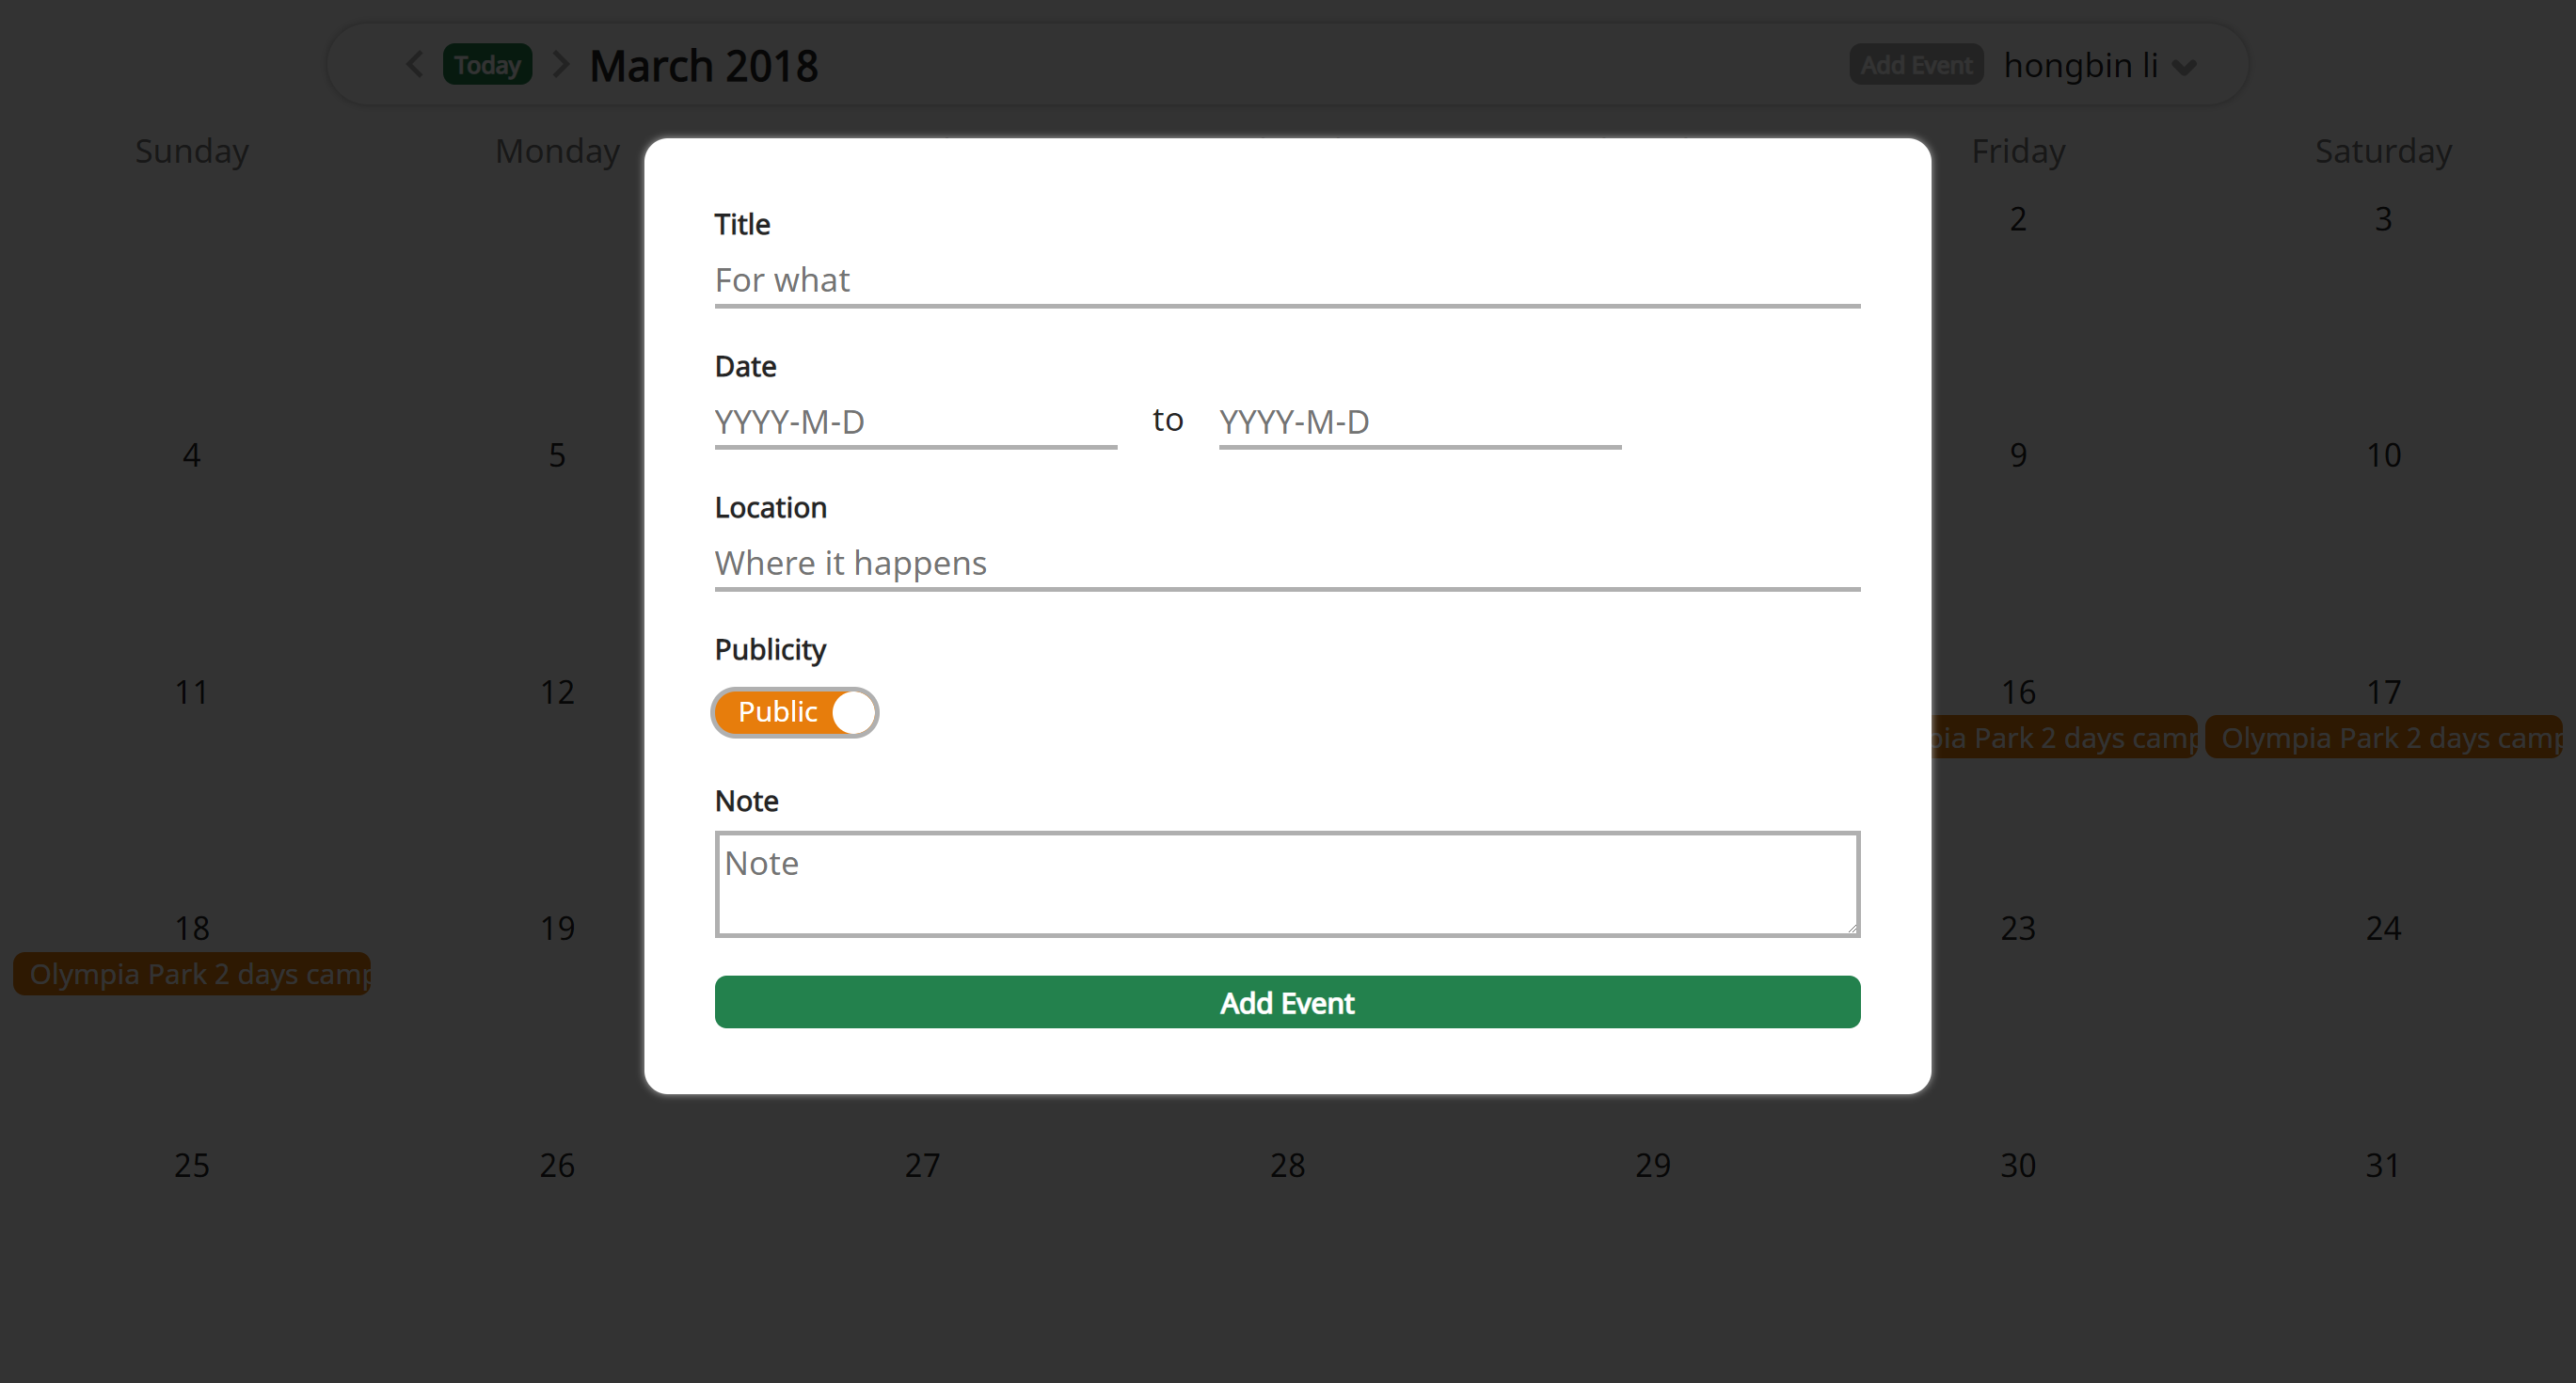 Today March 2018 Add Event hongbin li
Sunday Monday Friday Saturday
2 3
4 5 9 10
11 12 16 17
Park 2 days camp Olympia Park 2 days camp
18 19 23 24
Olympia Park 2 days camp
25 26 27 28 29 30 31
Title
For what
Date
YYYY-M-D to YYYY-M-D
Location
Where it happens
Publicity
Public
Note
Note
Add Event